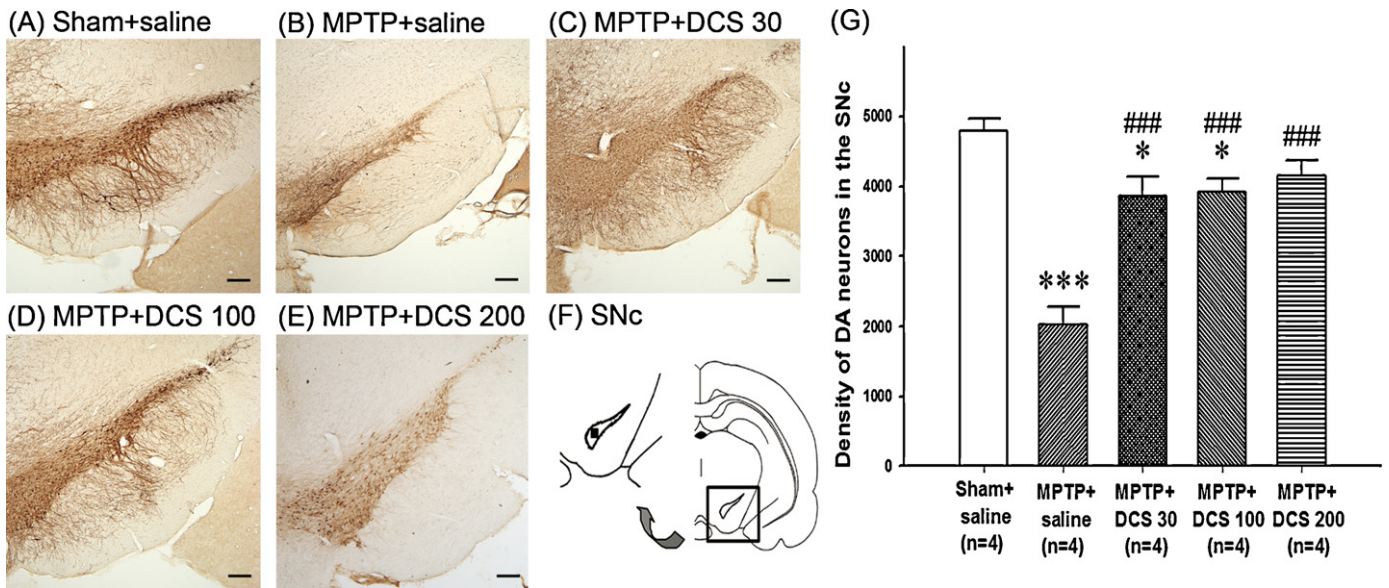 (A) Sham+saline
(B) MPTP+saline
(C) MPTP+DCS 30
(D) MPTP+DCS 100
(E) MPTP+DCS 200
(F) SNc
(G)
Density of DA neurons in the SNc
5000
4000
3000
2000
1000
0
***
###
*
###
*
###
Sham+
saline
(n=4)
MPTP+
saline
(n=4)
MPTP+
DCS 30
(n=4)
MPTP+
DCS 100
(n=4)
MPTP+
DCS 200
(n=4)